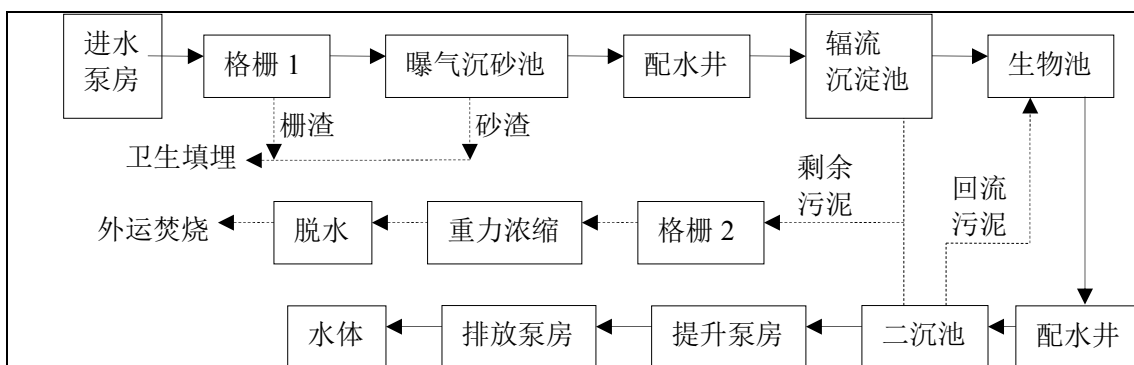 进水
泵房
格栅 1
曝气沉砂池
配水井
辐流
沉淀池
生物池
栅渣
砂渣
卫生填埋
剩余
污泥
回流
污泥
外运焚烧
脱水
重力浓缩
格栅 2
水体
排放泵房
提升泵房
二沉池
配水井